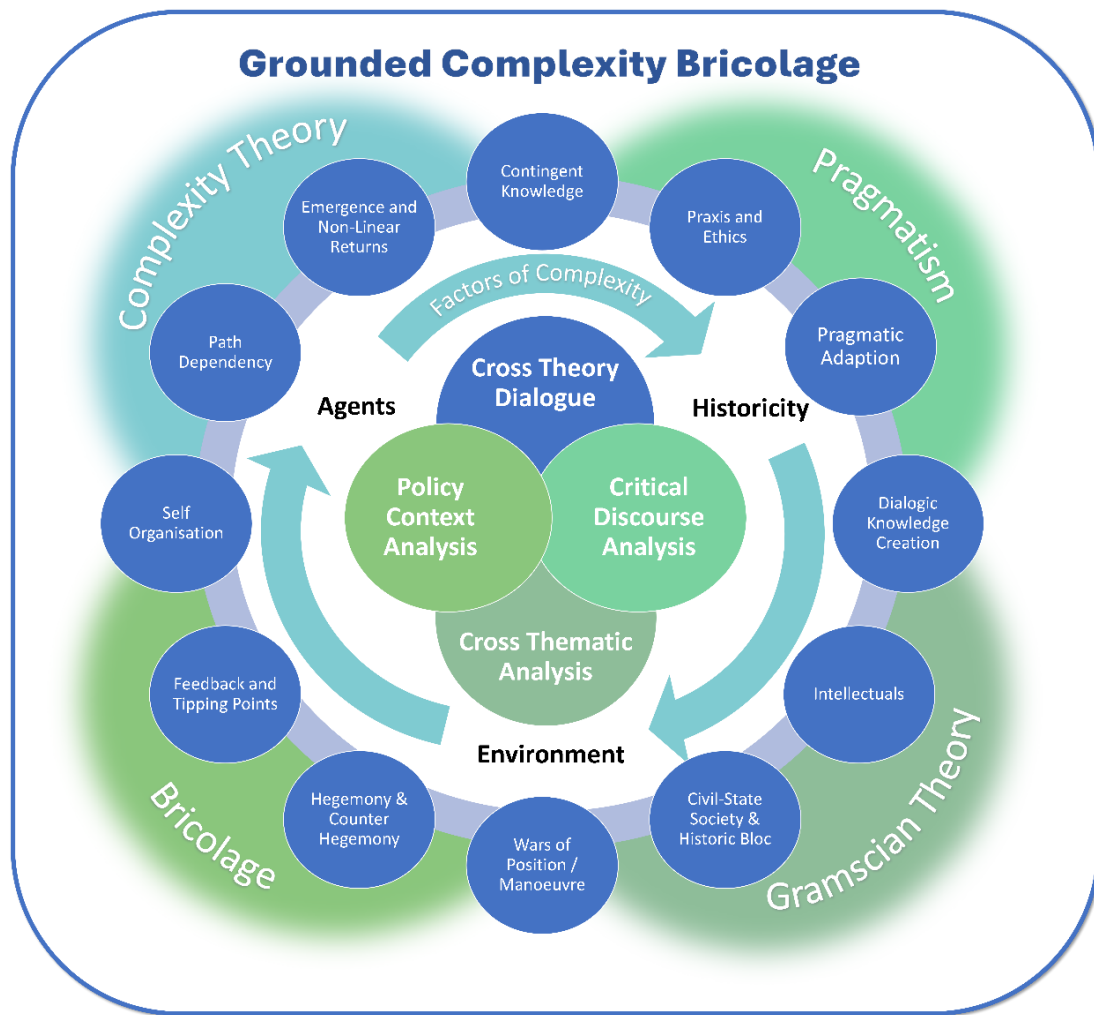 Grounded Complexity Bricolage
Complexity Theory
Pragmatism
Contingent
Knowledge
Emergence and
Non-Linear
Returns
Praxis and
Ethics
Factors of Complexity
Path
Dependency
Pragmatic
Adaption
Cross Theory
Dialogue
Agents
Historicity
Self
Organisation
Policy
Context
Analysis
Critical
Discourse
Analysis
Dialogic
Knowledge
Creation
Cross Thematic
Analysis
Feedback and
Tipping Points
Intellectuals
Environment
Hegemony &
Counter
Hegemony
Wars of
Position /
Manoeuvre
Civil-State
Society &
Historic Bloc
Bricolage
Gramscian Theory